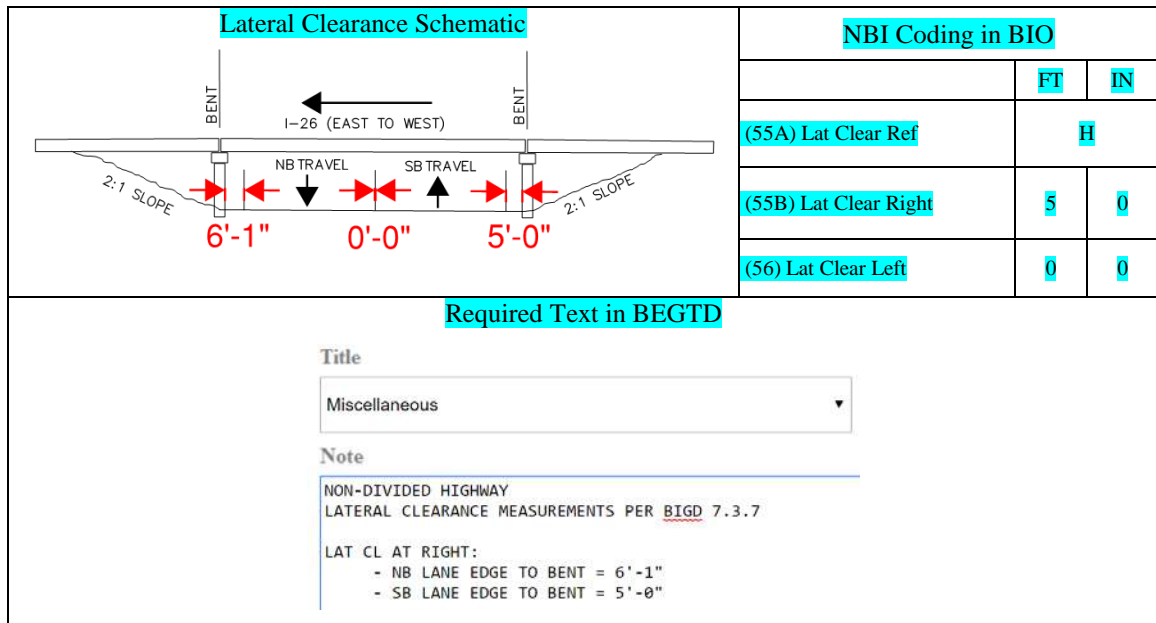 Lateral Clearance Schematic
BENT
BENT
I-26 (EAST TO WEST)
NB TRAVEL
SB TRAVEL
2:1 SLOPE
2:1 SLOPE
6'-1"
0'-0"
5'-0"
NBI Coding in BIO
FT IN
(55A) Lat Clear Ref H
(55B) Lat Clear Right 5 0
(56) Lat Clear Left 0 0
Required Text in BEGTD
Title
Miscellaneous
Note
NON-DIVIDED HIGHWAY
LATERAL CLEARANCE MEASUREMENTS PER BIGD 7.3.7
LAT CL AT RIGHT:
- NB LANE EDGE TO BENT = 6'-1"
- SB LANE EDGE TO BENT = 5'-0"